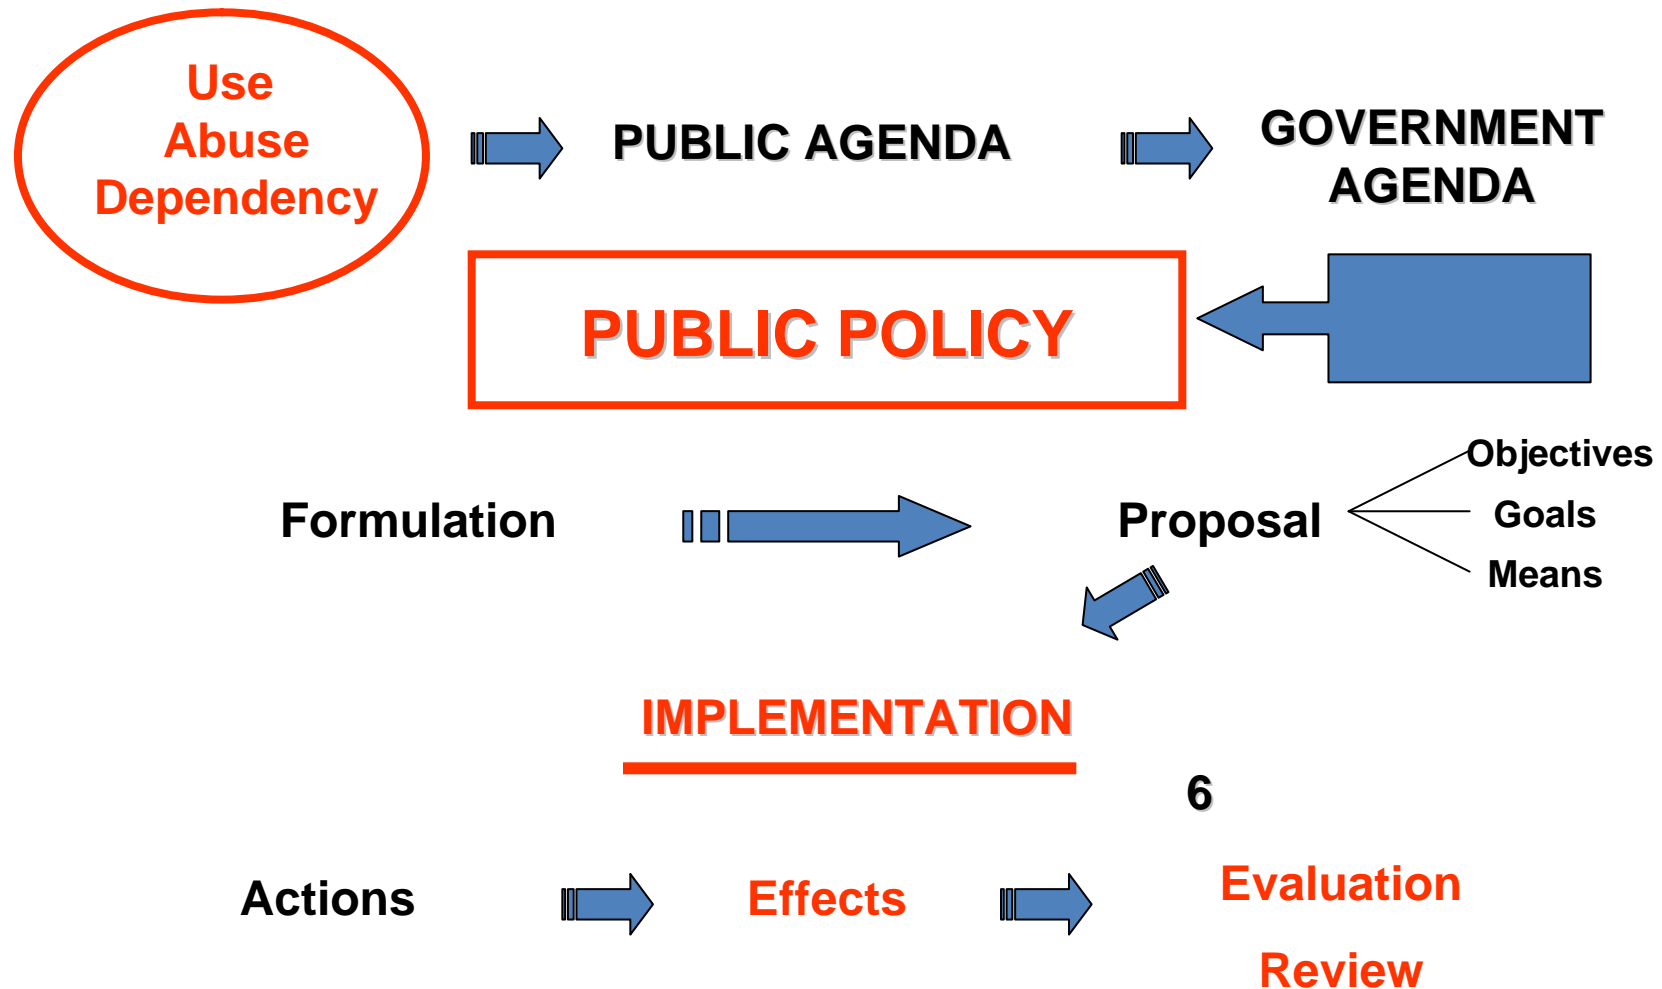 Use
Abuse
Dependency
PUBLIC AGENDA
GOVERNMENT
AGENDA
PUBLIC POLICY
Formulation
Proposal
Objectives
Goals
Means
IMPLEMENTATION
6
Actions
Effects
Evaluation
Review